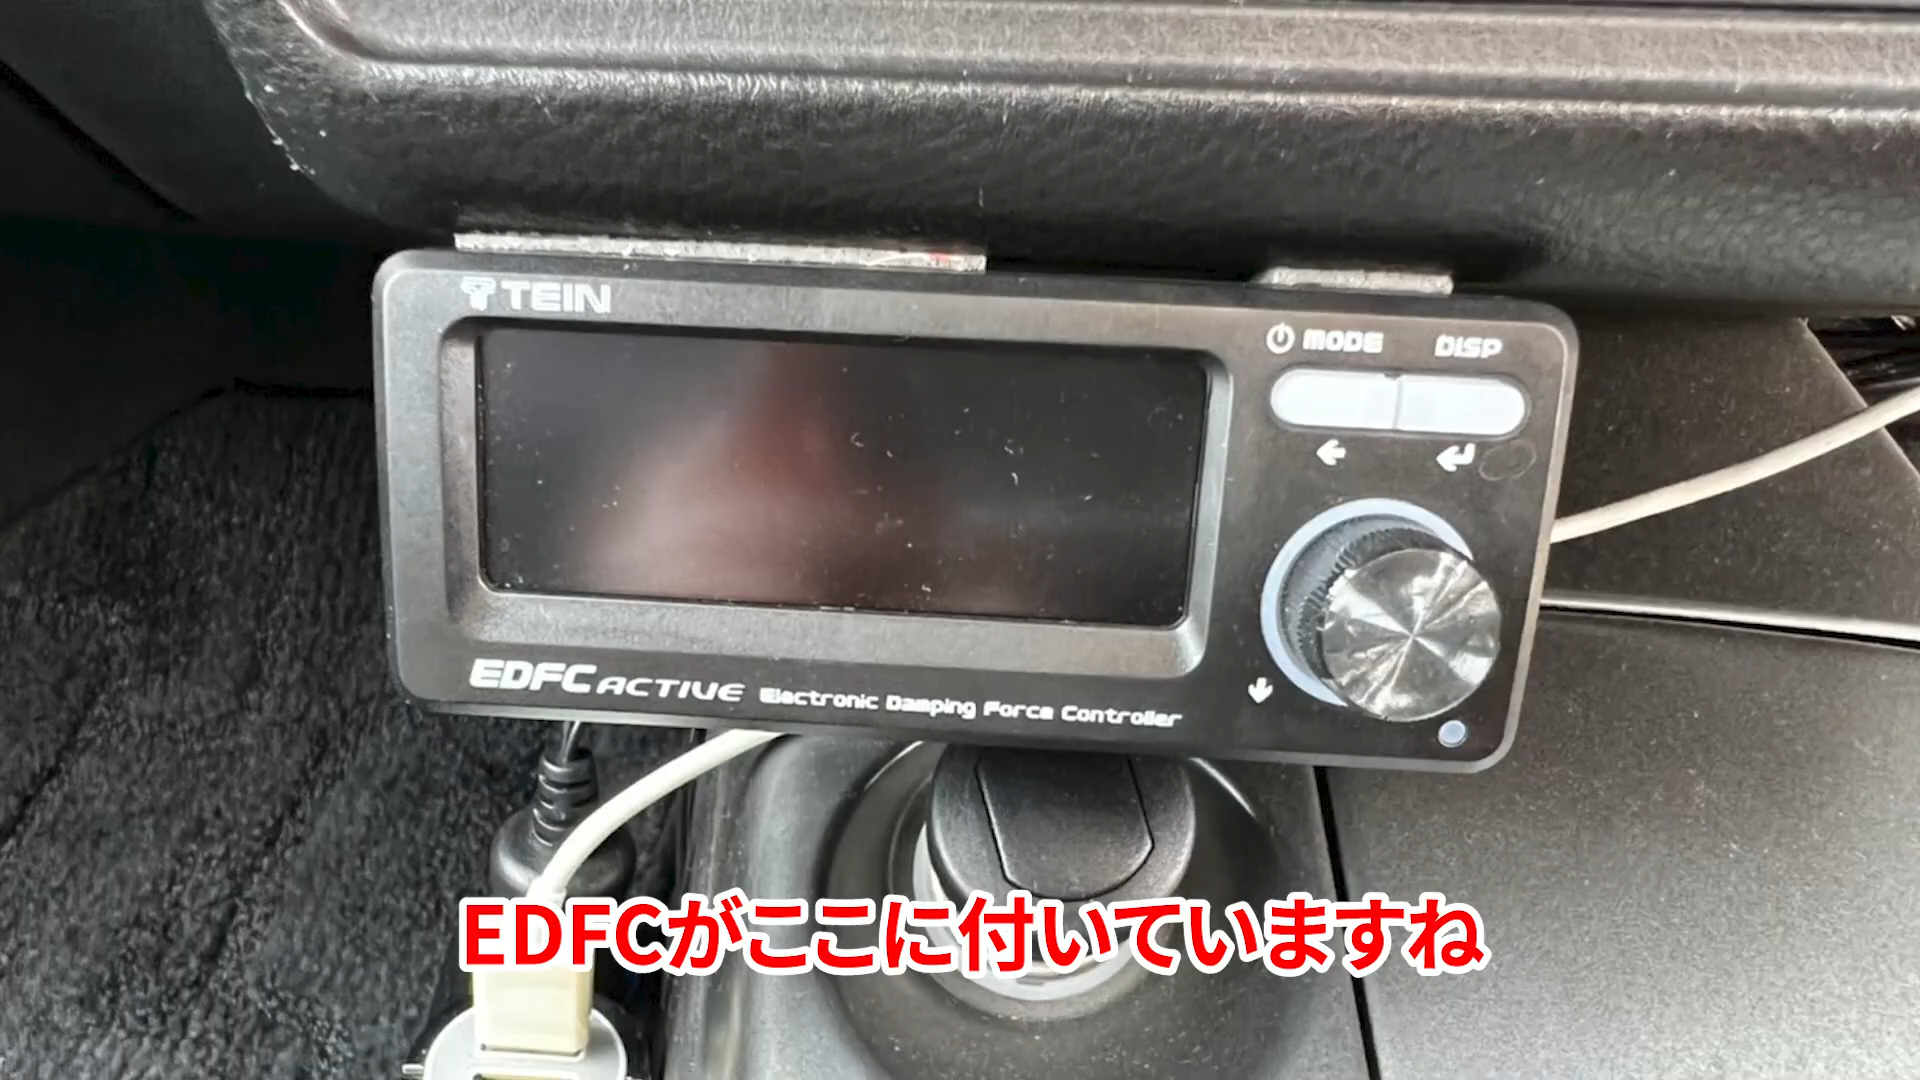 TEIN
MODE DISP
EDFC ACTIVE Electronic Damping Force Controller
EDFCがここに付いていますね